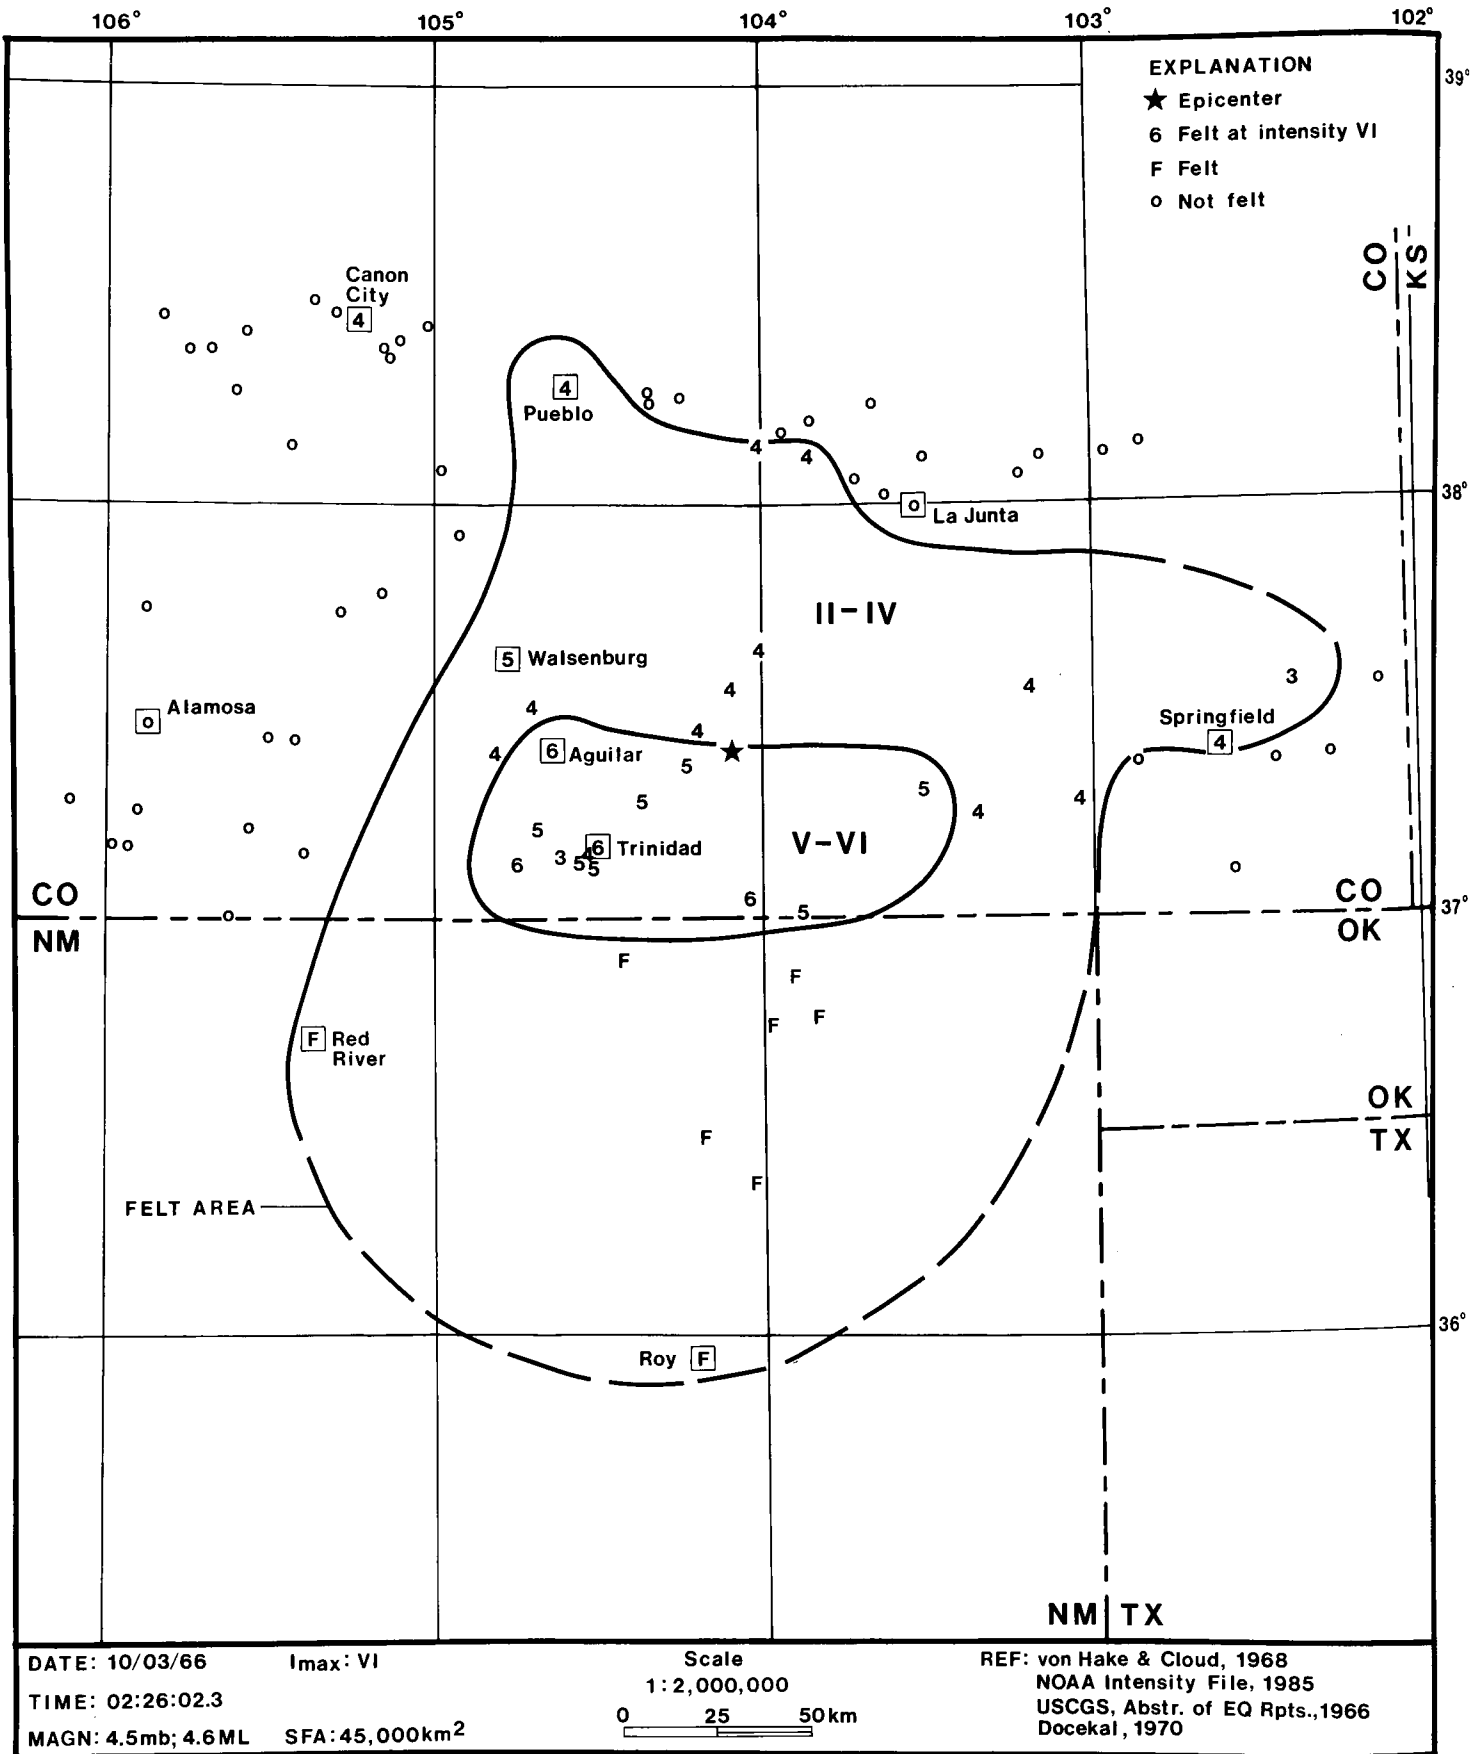 106° 105° 104° 103° 102°
39°
EXPLANATION
★ Epicenter
6 Felt at intensity VI
F Felt
o Not felt
CO
KS
Canon
City
4
4
Pueblo
4
4
38°
o
La Junta
II-IV
5 Walsenburg
4
4
4
3
4
Alamosa
o
4
4
Springfield
4
4
6 Aguilar
5
5
4
4
5
5
V-VI
6
3
4
5
5
6 Trinidad
6
5
CO
NM
CO
OK
37°
F
F
F
F
F Red
River
OK
TX
F
F
FELT AREA
36°
Roy F
NM TX
DATE: 10/03/66 Imax: VI
TIME: 02:26:02.3
MAGN: 4.5mb; 4.6ML SFA: 45,000km2
Scale
1:2,000,000
0 25 50km
REF: von Hake & Cloud, 1968
NOAA Intensity File, 1985
USCGS, Abstr. of EQ Rpts.,1966
Docekal, 1970